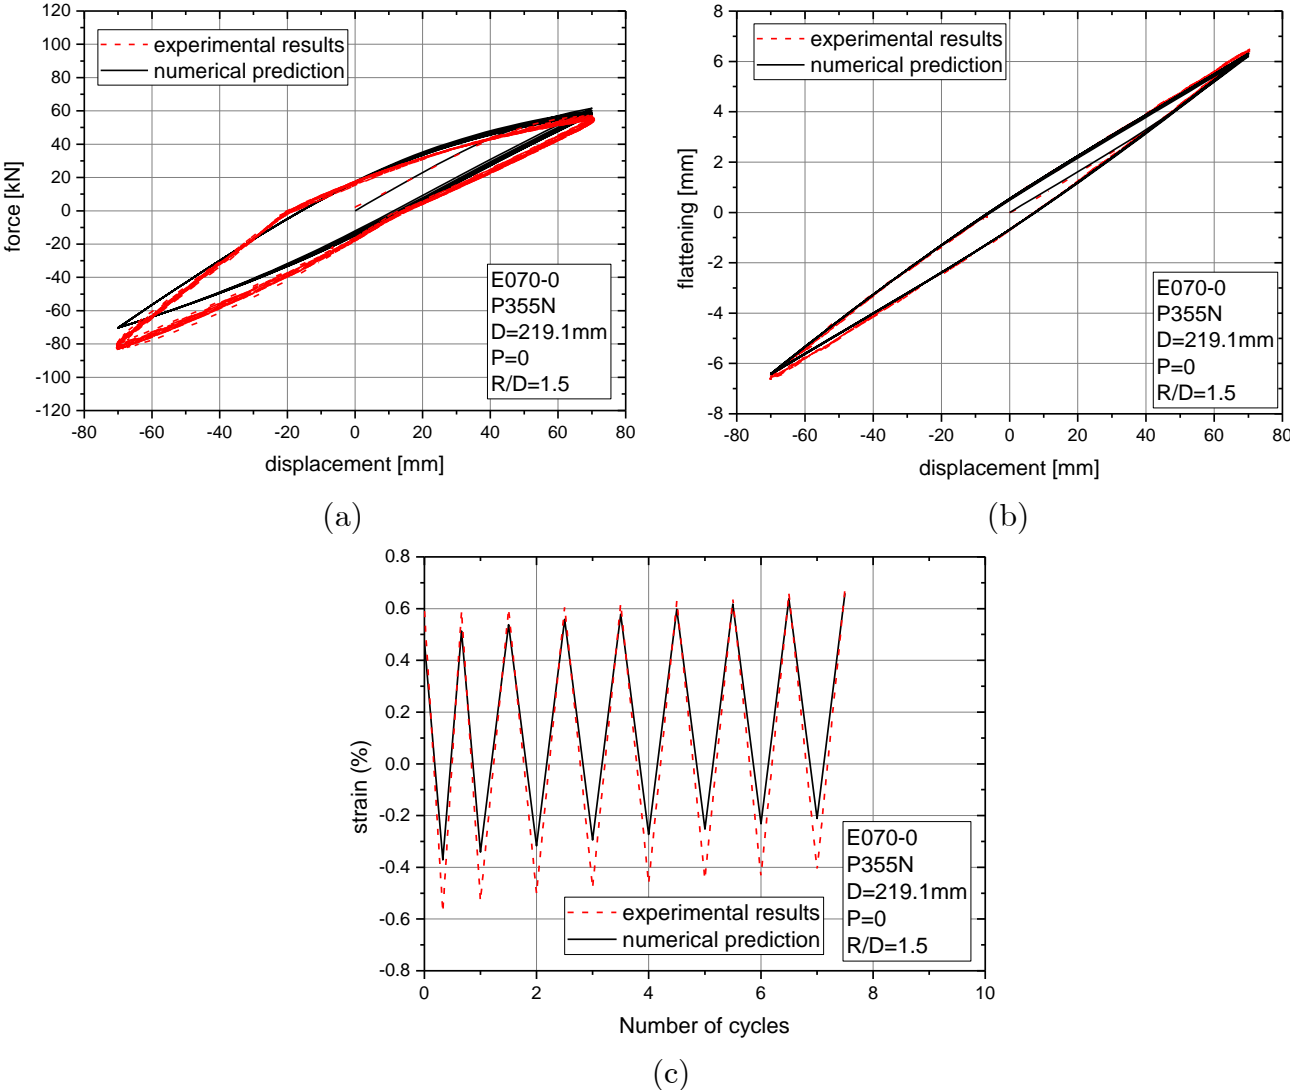 120
100
80
60
40
20
0
-20
-40
-60
-80
-100
-120
force [kN]
experimental results
numerical prediction
E070-0
P355N
D=219.1mm
P=0
R/D=1.5
-80 -60 -40 -20 0 20 40 60 80
displacement [mm]
(a)
8
6
4
2
0
-2
-4
-6
-8
flattening [mm]
experimental results
numerical prediction
E070-0
P355N
D=219.1mm
P=0
R/D=1.5
-80 -60 -40 -20 0 20 40 60 80
displacement [mm]
(b)
0.8
0.6
0.4
0.2
0.0
-0.2
-0.4
-0.6
-0.8
strain (%)
E070-0
P355N
D=219.1mm
P=0
R/D=1.5
experimental results
numerical prediction
0 2 4 6 8 10
Number of cycles
(c)